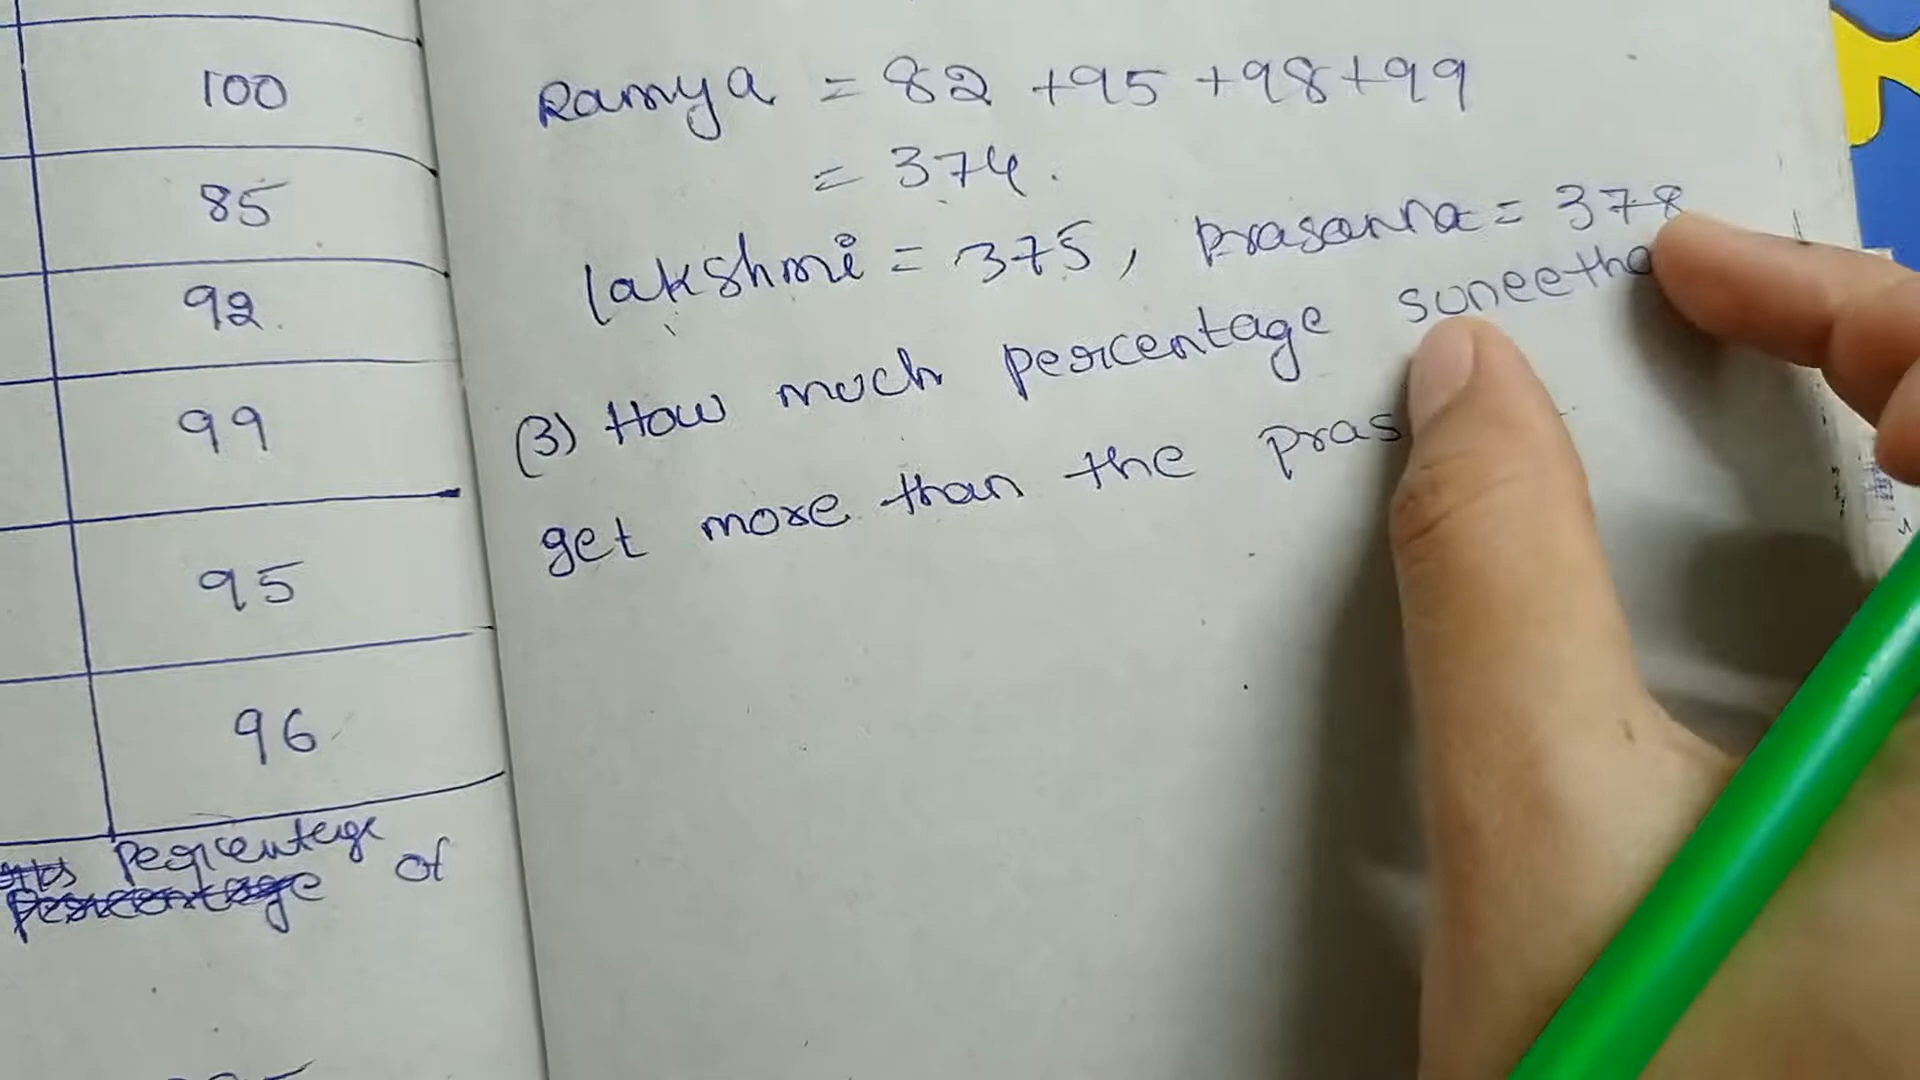 100
85
92
99
95
96
Percentage
of
Ramya = 82 +95 +98+99
= 374.
lakshmi = 375, Prasanna = 378
(3) How much percentage suneetha
get more than the pras